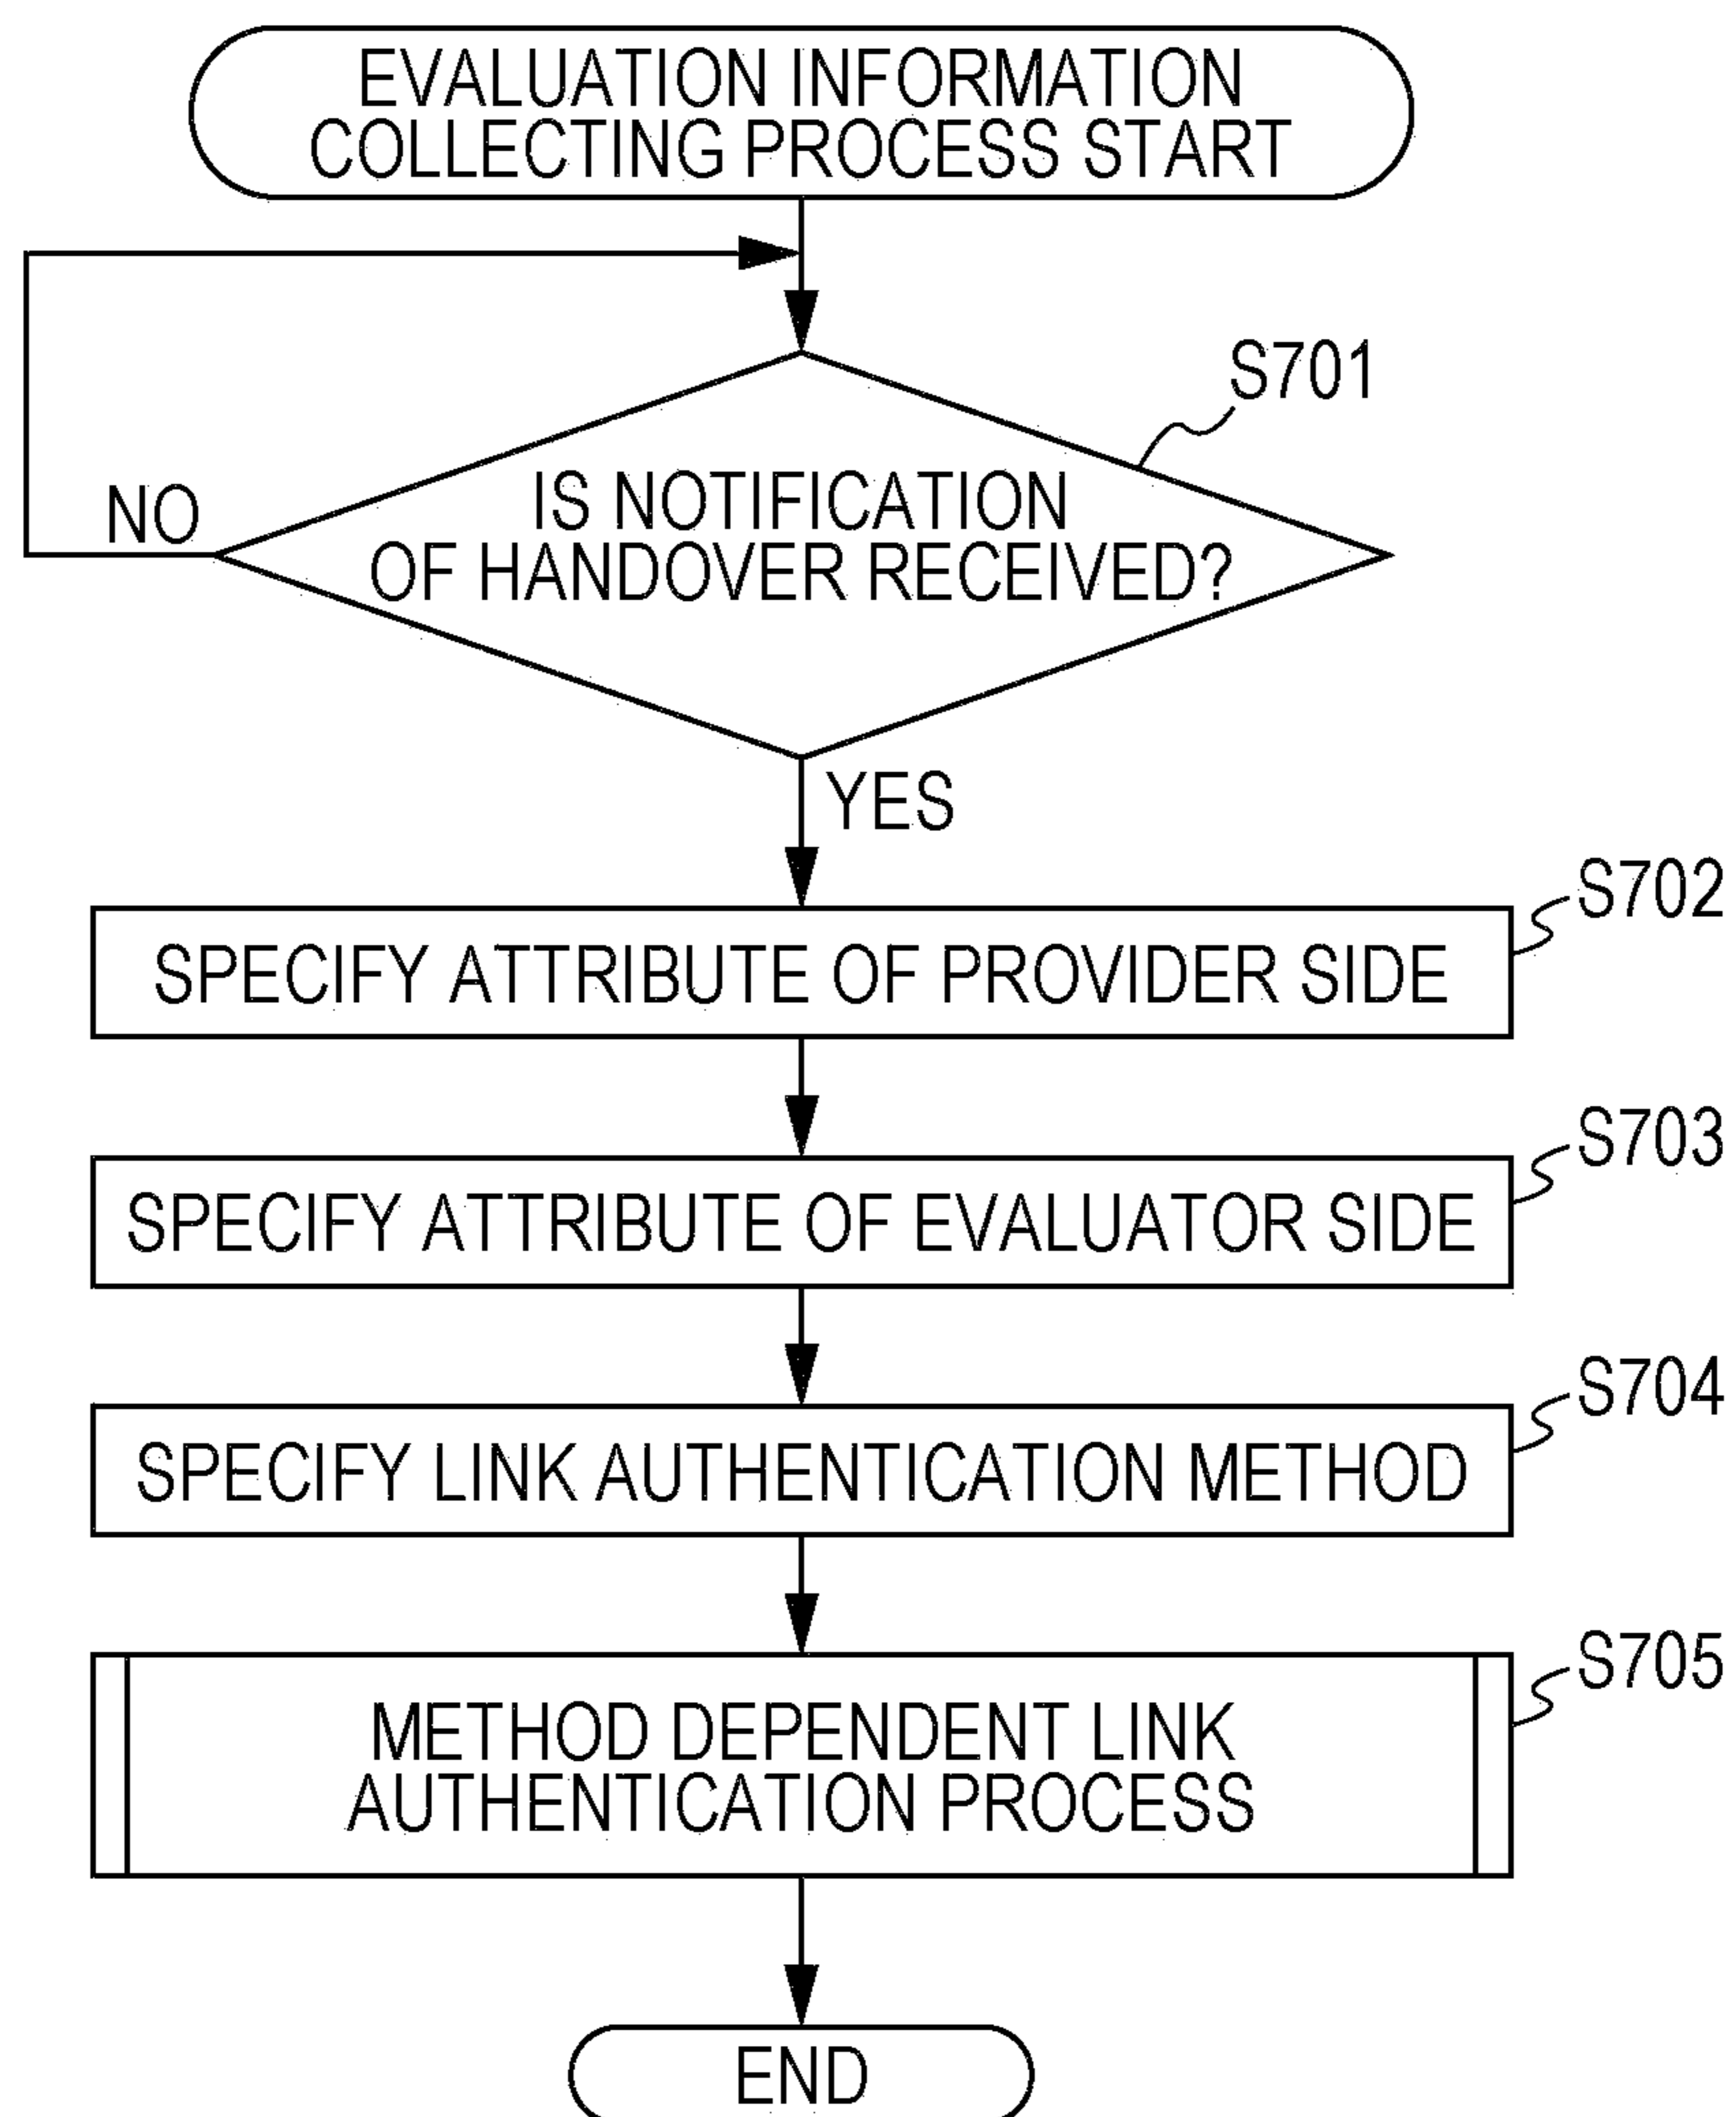 EVALUATION INFORMATION
COLLECTING PROCESS START
S701
IS NOTIFICATION
OF HANDOVER RECEIVED?
NO
YES
S702
SPECIFY ATTRIBUTE OF PROVIDER SIDE
S703
SPECIFY ATTRIBUTE OF EVALUATOR SIDE
S704
SPECIFY LINK AUTHENTICATION METHOD
S705
METHOD DEPENDENT LINK
AUTHENTICATION PROCESS
END